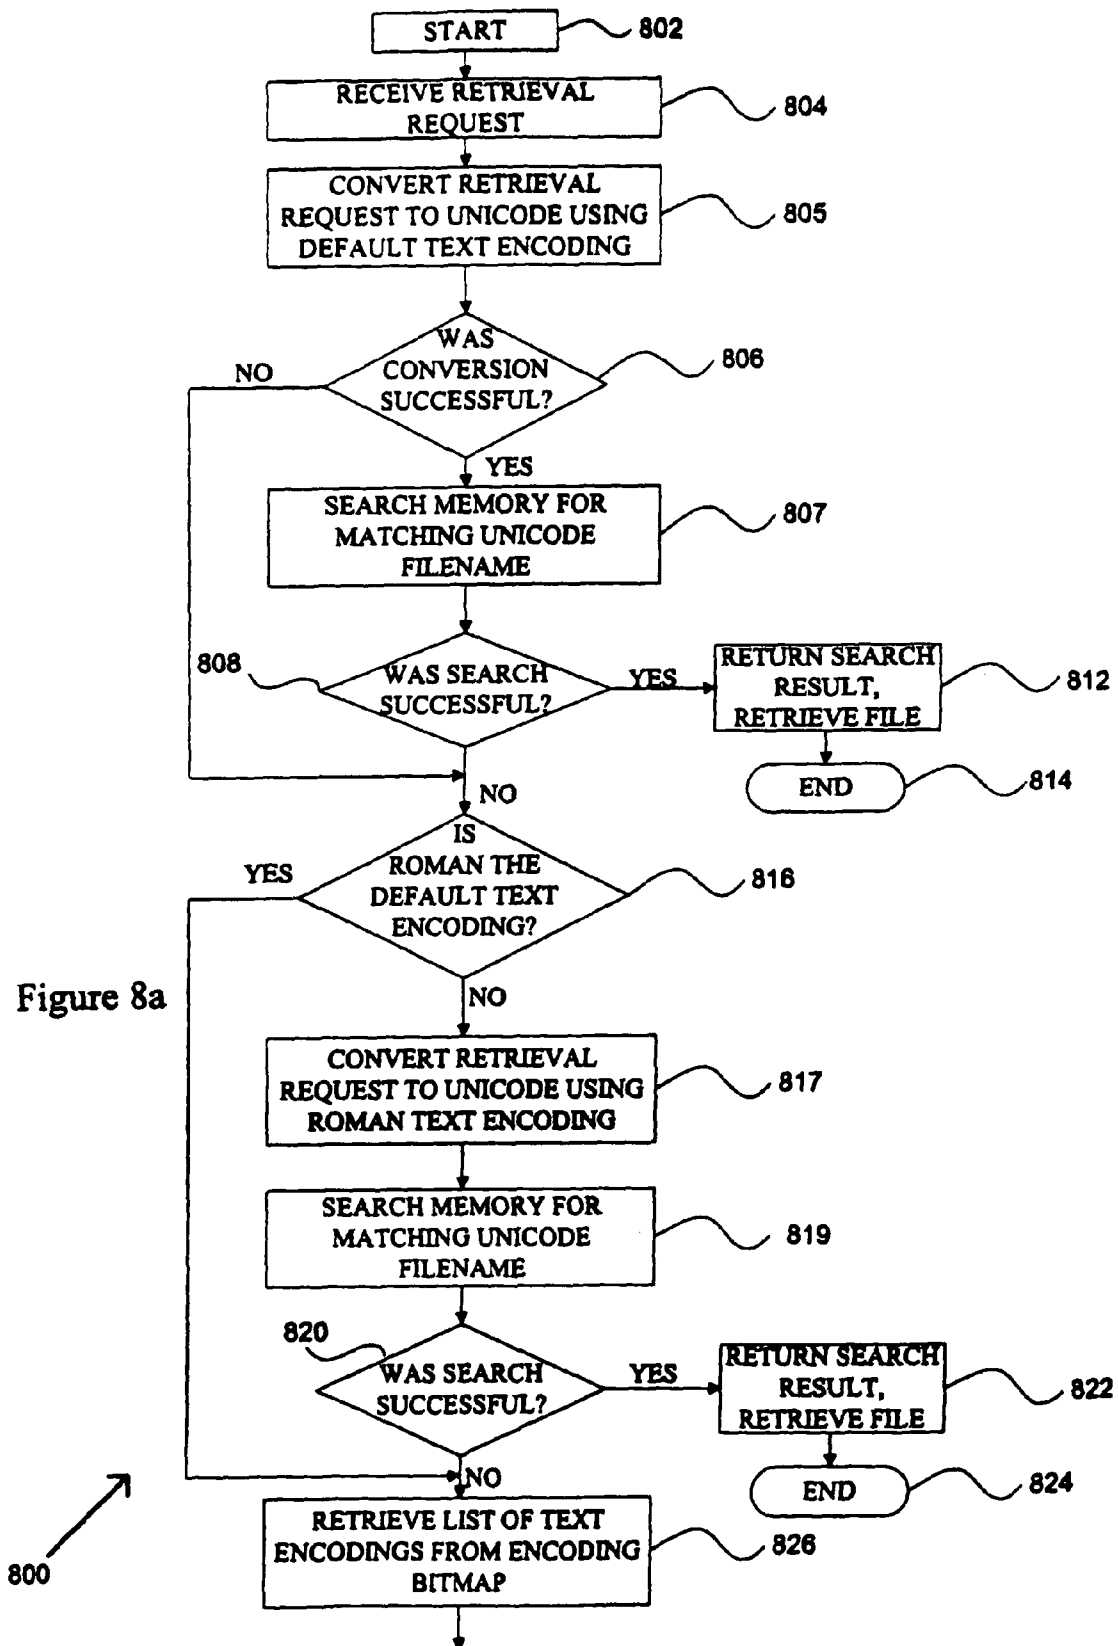 START
802
RECEIVE RETRIEVAL
REQUEST
804
CONVERT RETRIEVAL
REQUEST TO UNICODE USING
DEFAULT TEXT ENCODING
805
WAS
CONVERSION
SUCCESSFUL?
806
NO
YES
SEARCH MEMORY FOR
MATCHING UNICODE
FILENAME
807
808
WAS SEARCH
SUCCESSFUL?
YES
RETURN SEARCH
RESULT,
RETRIEVE FILE
812
END
814
NO
IS
ROMAN THE
DEFAULT TEXT
ENCODING?
816
YES
NO
Figure 8a
CONVERT RETRIEVAL
REQUEST TO UNICODE USING
ROMAN TEXT ENCODING
817
SEARCH MEMORY FOR
MATCHING UNICODE
FILENAME
819
820
WAS SEARCH
SUCCESSFUL?
YES
RETURN SEARCH
RESULT,
RETRIEVE FILE
822
END
824
NO
RETRIEVE LIST OF TEXT
ENCODINGS FROM ENCODING
BITMAP
826
800